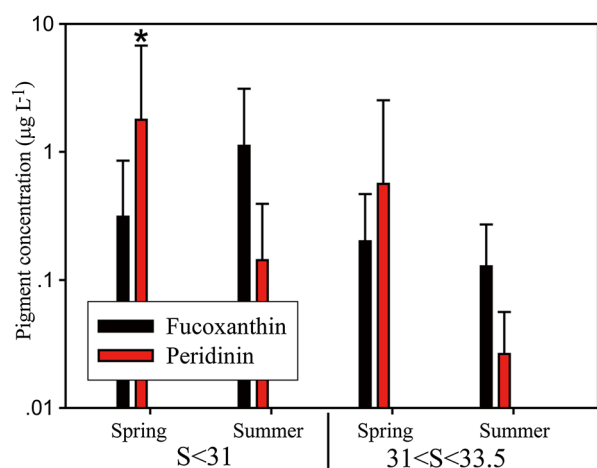 Pigment concentration (µg L-1)
10
1
.1
.01
*
Fucoxanthin
Peridinin
Spring Summer Spring Summer
S<31 31<S<33.5